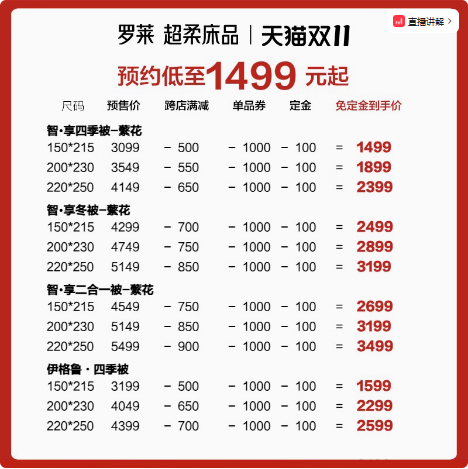 罗莱 超柔床品 | 天猫双11
直播讲解 >
预约低至1499元起
尺码 预售价 跨店满减 单品券 定金 免定金到手价
智·享四季被-蘩花
150*215 3099 - 500 - 1000 - 100 = 1499
200*230 3549 - 550 - 1000 - 100 = 1899
220*250 4149 - 650 - 1000 - 100 = 2399
智·享冬被-蘩花
150*215 4299 - 700 - 1000 - 100 = 2499
200*230 4749 - 750 - 1000 - 100 = 2899
220*250 5149 - 850 - 1000 - 100 = 3199
智·享二合一被-蘩花
150*215 4549 - 750 - 1000 - 100 = 2699
200*230 5149 - 850 - 1000 - 100 = 3199
220*250 5499 - 900 - 1000 - 100 = 3499
伊格鲁·四季被
150*215 3199 - 500 - 1000 - 100 = 1599
200*230 4049 - 650 - 1000 - 100 = 2299
220*250 4399 - 700 - 1000 - 100 = 2599